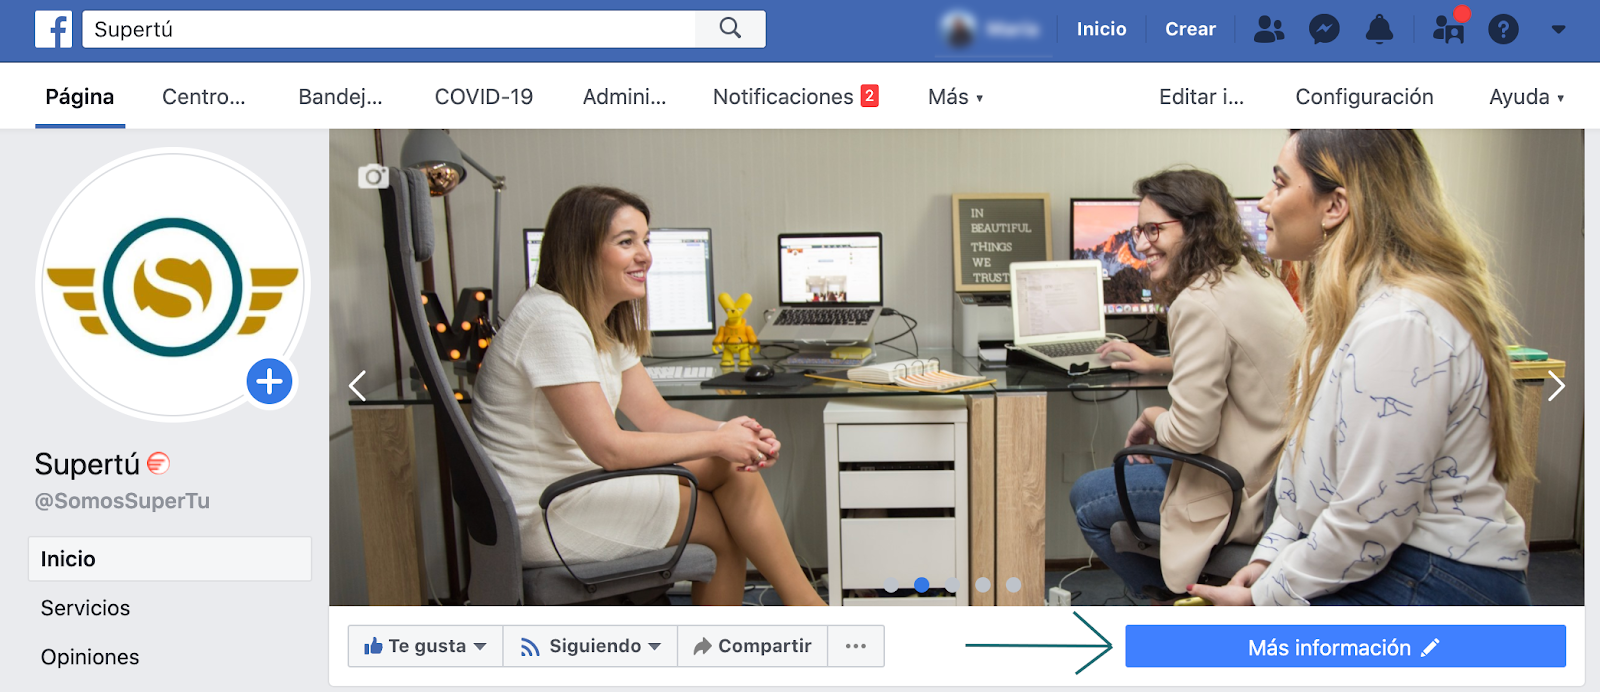 Supertú
Inicio
Crear
Página
Centro...
Bandej...
COVID-19
Admini...
Notificaciones 2
Más
Editar i...
Configuración
Ayuda
IN
BEAUTIFUL
THINGS
WE
TRUST
S
Supertú
@SomosSuperTu
Inicio
Servicios
Opiniones
Te gusta
Siguiendo
Compartir
...
Más información